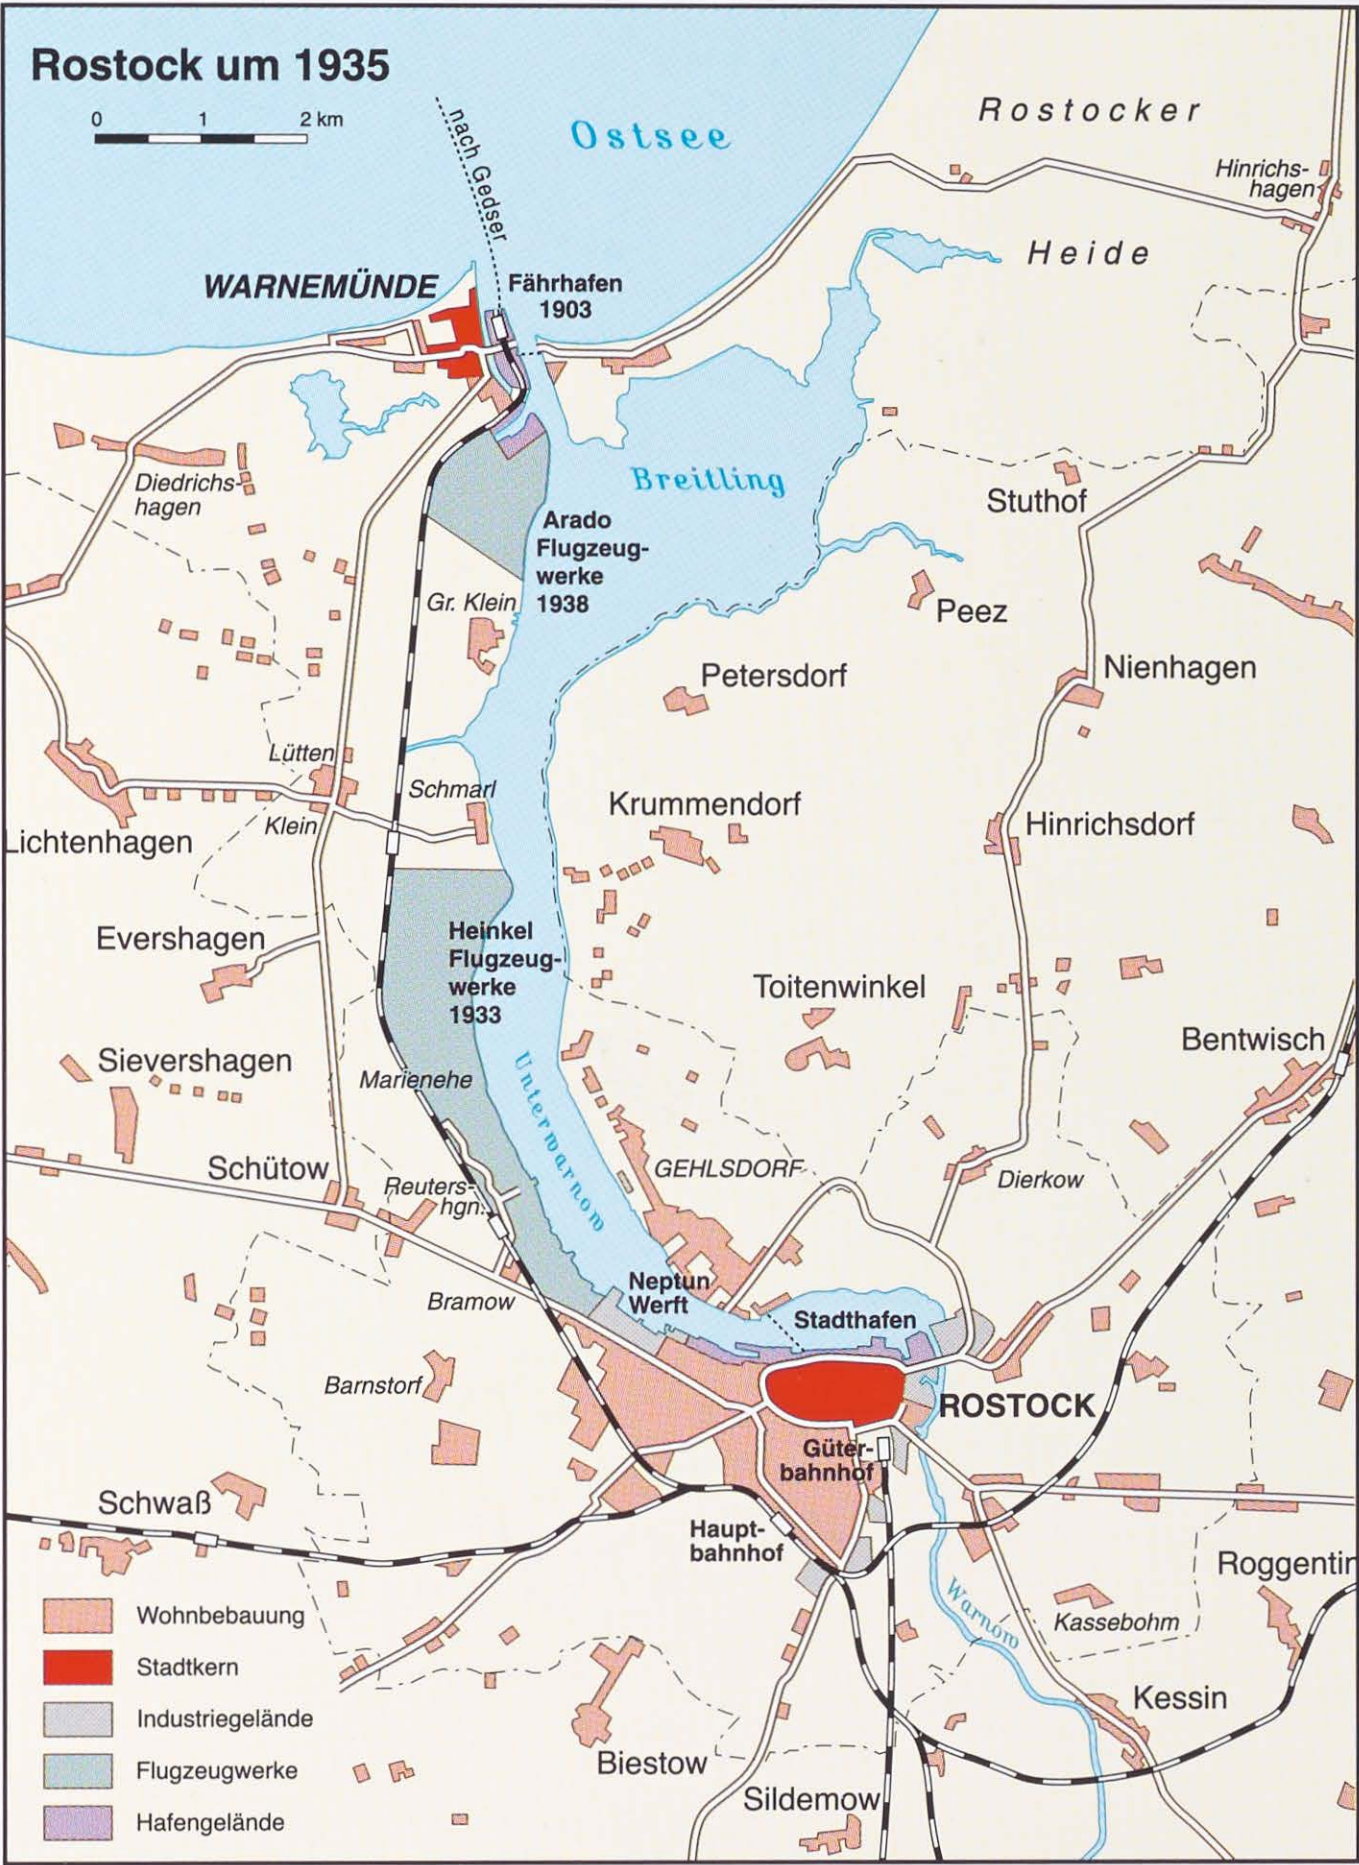 Rostock um 1935
0 1 2 km
nach Gedser
Ostsee
Rostocker
Heide
Hinrichs-
hagen
WARNEMÜNDE
Fährhafen
1903
Diedrichs-
hagen
Breitling
Stuthof
Arado
Flugzeug-
werke
1938
Gr. Klein
Peez
Petersdorf
Nienhagen
Lütten
Klein
Schmarl
Lichtenhagen
Krummendorf
Hinrichsdorf
Evershagen
Heinkel
Flugzeug-
werke
1933
Toitenwinkel
Sievershagen
Marienehe
Unterwarnow
Bentwisch
Schütow
Reuters-
hgn.
GEHLSDORF
Dierkow
Bramow
Neptun
Werft
Stadthafen
Barnstorf
ROSTOCK
Güter-
bahnhof
Schwaß
Haupt-
bahnhof
Roggentin
Warnow
Kassebohm
Kessin
Biestow
Sildemow
Wohnbebauung
Stadtkern
Industriegelände
Flugzeugwerke
Hafengelände